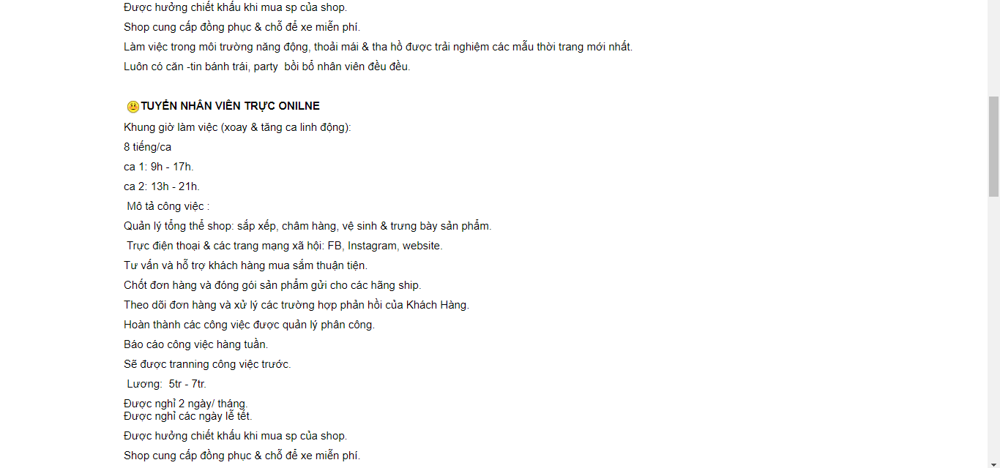 Được hưởng chiết khấu khi mua sp của shop.
Shop cung cấp đồng phục & chỗ để xe miễn phí.
Làm việc trong môi trường năng động, thoải mái & tha hồ được trải nghiệm các mẫu thời trang mới nhất.
Luôn có căn -tin bánh trái, party  bồi bổ nhân viên đều đều.
TUYỂN NHÂN VIÊN TRỰC ONILNE
Khung giờ làm việc (xoay & tăng ca linh động):
8 tiếng/ca
ca 1: 9h - 17h.
ca 2: 13h - 21h.
Mô tả công việc :
Quản lý tổng thể shop: sắp xếp, châm hàng, vệ sinh & trưng bày sản phẩm.
Trực điện thoại & các trang mạng xã hội: FB, Instagram, website.
Tư vấn và hỗ trợ khách hàng mua sắm thuận tiện.
Chốt đơn hàng và đóng gói sản phẩm gửi cho các hãng ship.
Theo dõi đơn hàng và xử lý các trường hợp phản hồi của Khách Hàng.
Hoàn thành các công việc được quản lý phân công.
Báo cáo công việc hàng tuần.
Sẽ được tranning công việc trước.
Lương:  5tr - 7tr.
Được nghỉ 2 ngày/ tháng.
Được nghỉ các ngày lễ tết.
Được hưởng chiết khấu khi mua sp của shop.
Shop cung cấp đồng phục & chỗ để xe miễn phí.